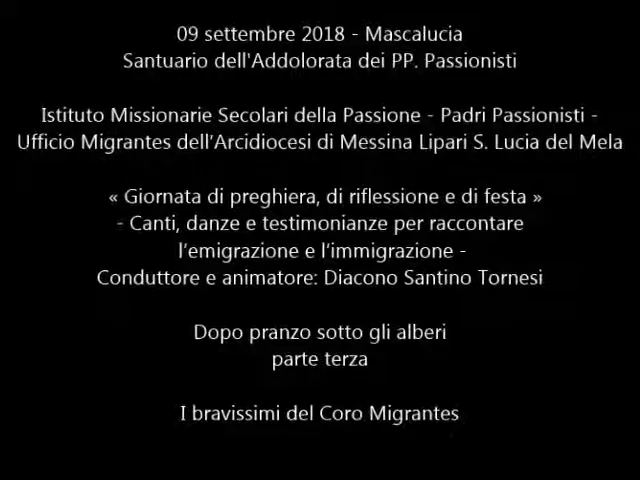 09 settembre 2018 - Mascalucia
Santuario dell'Addolorata dei PP. Passionisti
Istituto Missionarie Secolari della Passione - Padri Passionisti -
Ufficio Migrantes dell’Arcidiocesi di Messina Lipari S. Lucia del Mela
« Giornata di preghiera, di riflessione e di festa »
- Canti, danze e testimonianze per raccontare
l’emigrazione e l’immigrazione -
Conduttore e animatore: Diacono Santino Tornesi
Dopo pranzo sotto gli alberi
parte terza
I bravissimi del Coro Migrantes